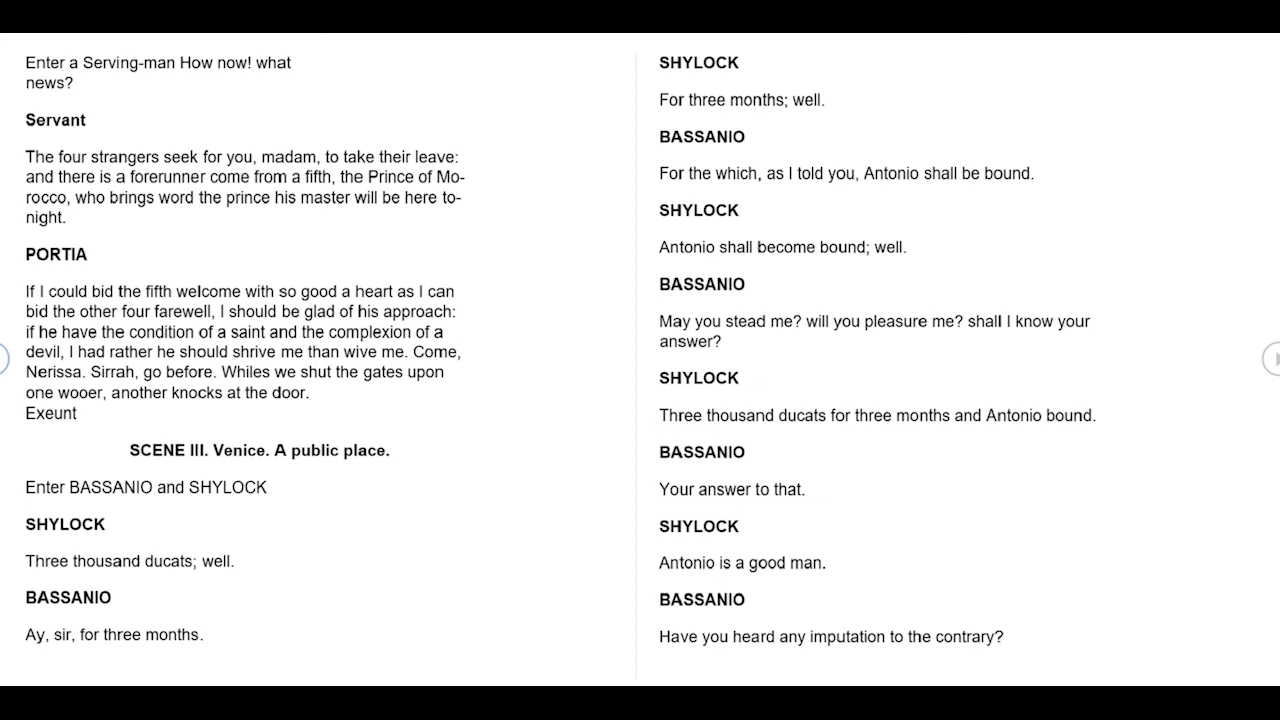 Enter a Serving-man How now! what
news?
Servant
The four strangers seek for you, madam, to take their leave:
and there is a forerunner come from a fifth, the Prince of Mo-
rocco, who brings word the prince his master will be here to-
night.
PORTIA
If I could bid the fifth welcome with so good a heart as I can
bid the other four farewell, I should be glad of his approach:
if he have the condition of a saint and the complexion of a
devil, I had rather he should shrive me than wive me. Come,
Nerissa. Sirrah, go before. Whiles we shut the gates upon
one wooer, another knocks at the door.
Exeunt
SCENE III. Venice. A public place.
Enter BASSANIO and SHYLOCK
SHYLOCK
Three thousand ducats; well.
BASSANIO
Ay, sir, for three months.
SHYLOCK
For three months; well.
BASSANIO
For the which, as I told you, Antonio shall be bound.
SHYLOCK
Antonio shall become bound; well.
BASSANIO
May you stead me? will you pleasure me? shall I know your
answer?
SHYLOCK
Three thousand ducats for three months and Antonio bound.
BASSANIO
Your answer to that.
SHYLOCK
Antonio is a good man.
BASSANIO
Have you heard any imputation to the contrary?